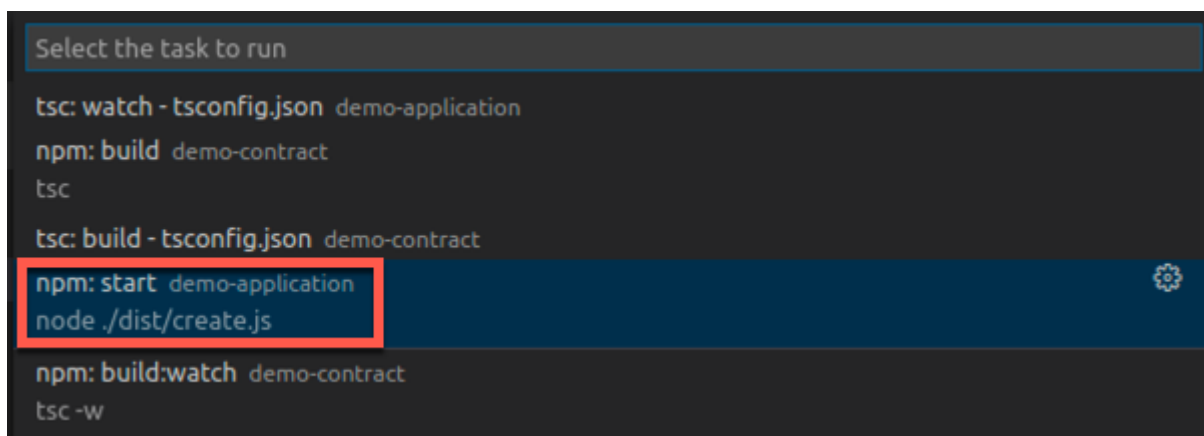 Select the task to run
tsc: watch - tsconfig.json demo-application
npm: build demo-contract
tsc
tsc: build - tsconfig.json demo-contract
npm: start demo-application
node ./dist/create.js
npm: build:watch demo-contract
tsc -w